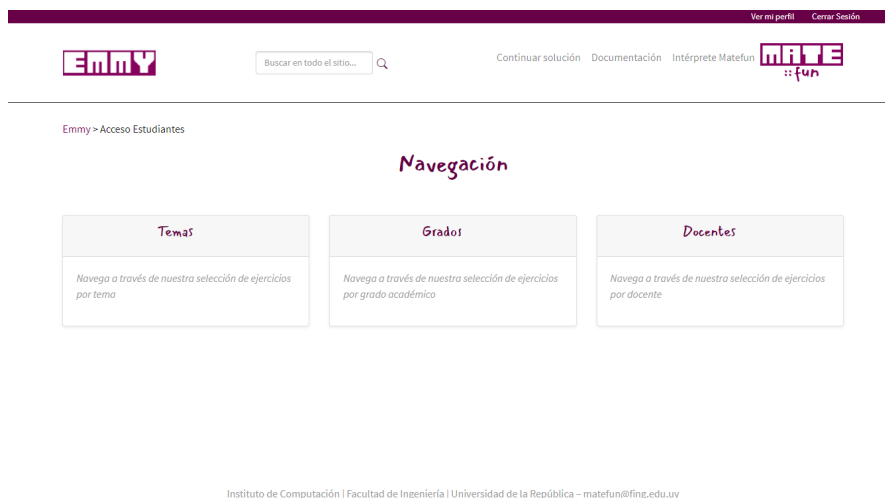 Ver mi perfil Cerrar Sesión
EMMY
Buscar en todo el sitio...
Continuar solución Documentación Intérprete Matefun
MATE
:: fun
Emmy > Acceso Estudiantes
Navegación
Temas
Navega a través de nuestra selección de ejercicios
por tema
Grados
Navega a través de nuestra selección de ejercicios
por grado académico
Docentes
Navega a través de nuestra selección de ejercicios
por docente
Instituto de Computación | Facultad de Ingeniería | Universidad de la República – matefun@fing.edu.uy